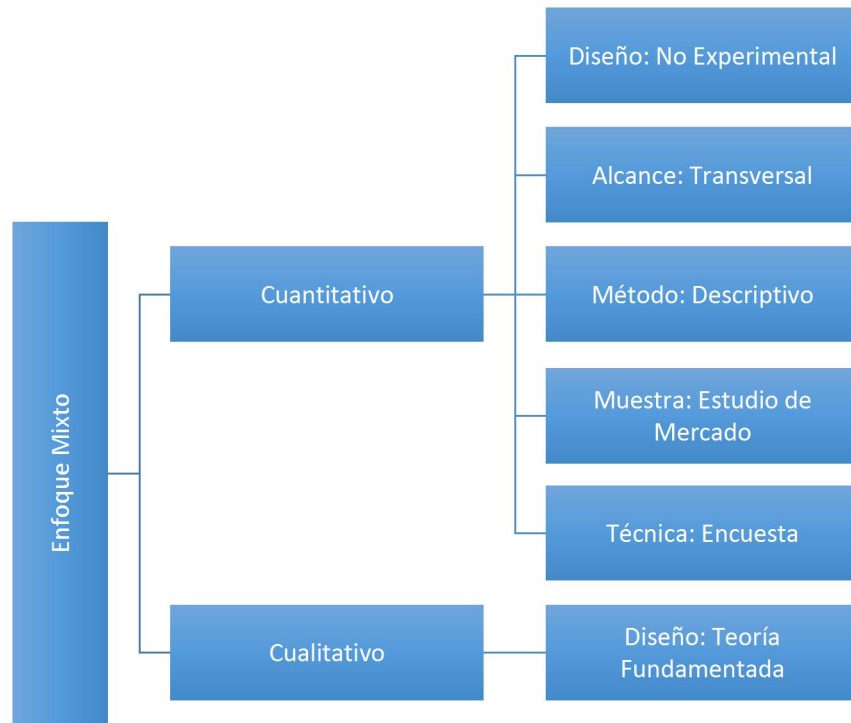 Enfoque Mixto
Cuantitativo
Diseño: No Experimental
Alcance: Transversal
Método: Descriptivo
Muestra: Estudio de
Mercado
Técnica: Encuesta
Cualitativo
Diseño: Teoría
Fundamentada